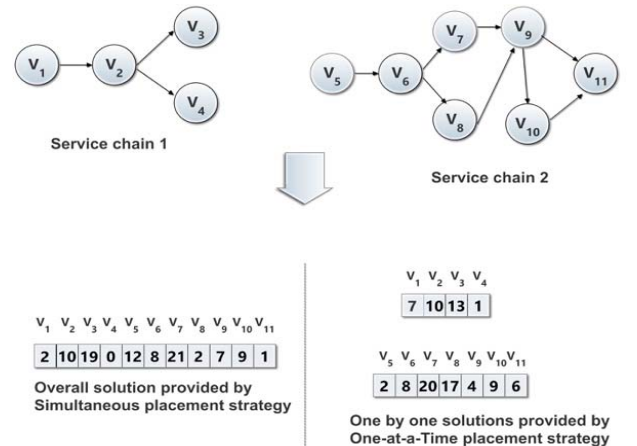 V1 V2 V3 V4
Service chain 1
V5 V6 V7 V8 V9 V10 V11
Service chain 2
V1 V2 V3 V4 V5 V6 V7 V8 V9 V10 V11
2 10 19 0 12 8 21 2 7 9 1
Overall solution provided by
Simultaneous placement strategy
V1 V2 V3 V4
7 10 13 1
V5 V6 V7 V8 V9 V10 V11
2 8 20 17 4 9 6
One by one solutions provided by
One-at-a-Time placement strategy